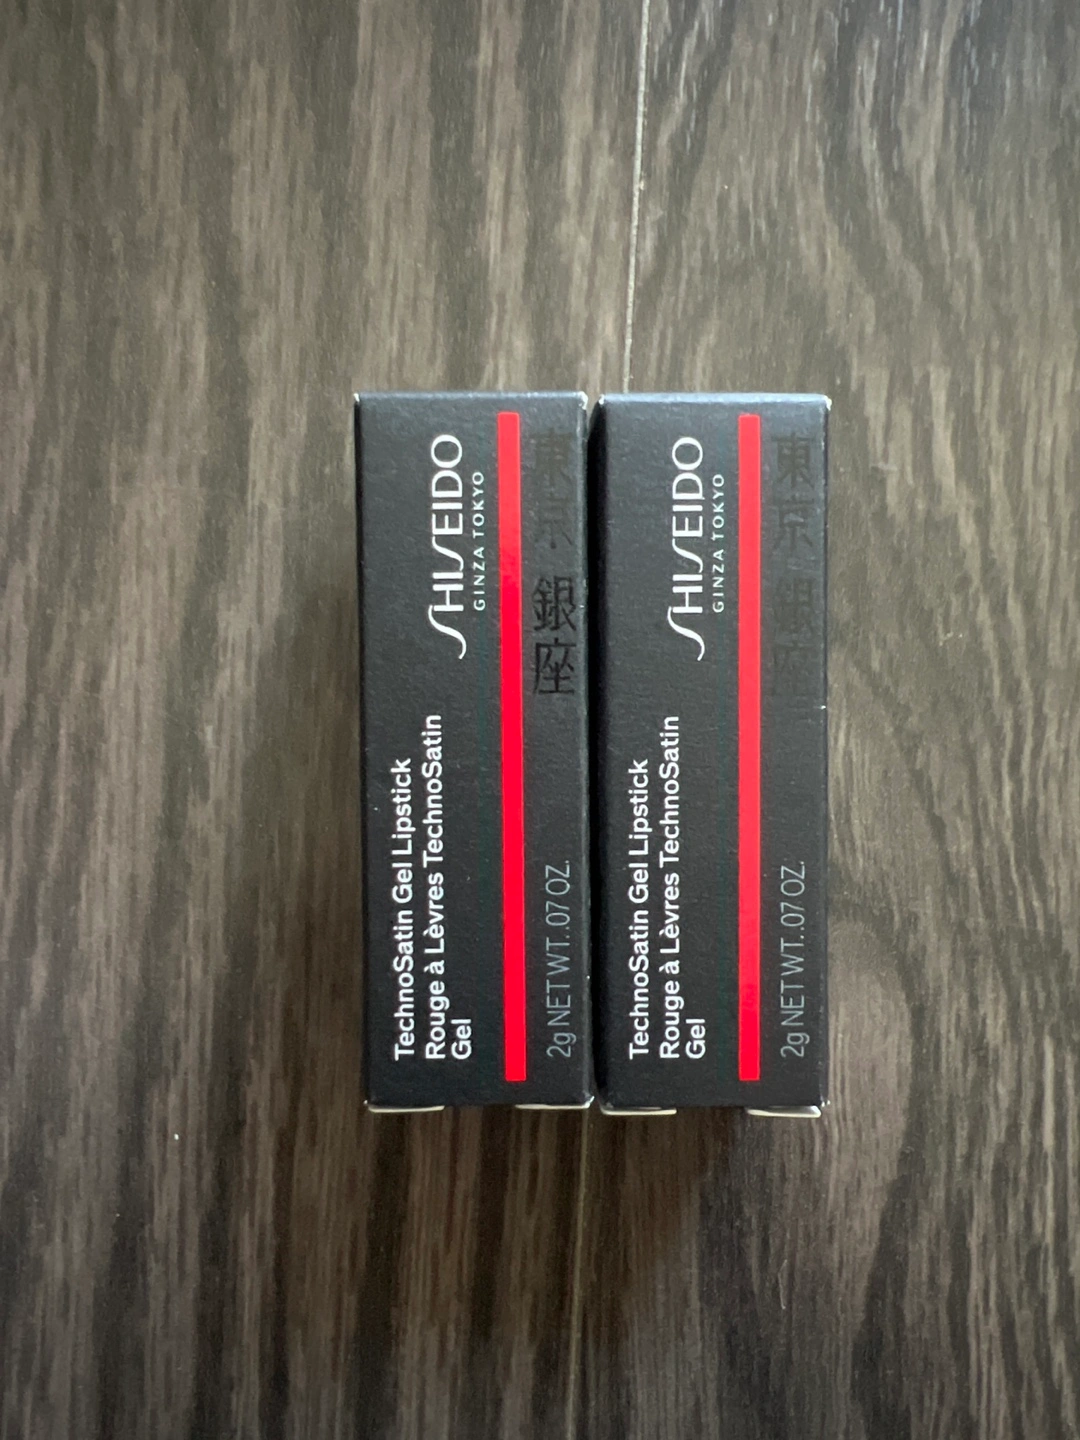 SHISEIDO
GINZA TOKYO
TechnoSatin Gel Lipstick
Rouge à Lèvres TechnoSatin
Gel
東京 銀座
2g NET WT. .07 OZ.
SHISEIDO
GINZA TOKYO
TechnoSatin Gel Lipstick
Rouge à Lèvres TechnoSatin
Gel
東京 銀座
2g NET WT. .07 OZ.